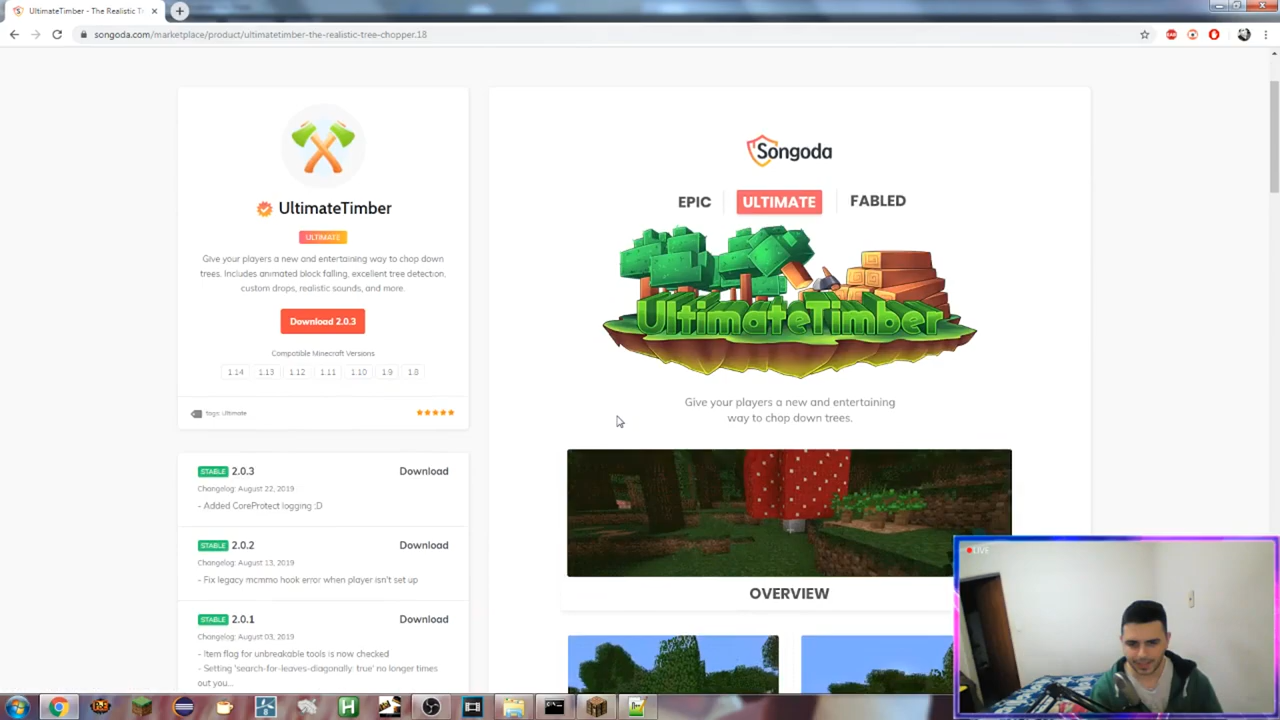 UltimateTimber - The Realistic Tr
songoda.com/marketplace/product/ultimatetimber-the-realistic-tree-chopper.18
UltimateTimber
ULTIMATE
Give your players a new and entertaining way to chop down
trees. Includes animated block falling, excellent tree detection,
custom drops, realistic sounds, and more.
Download 2.0.3
Compatible Minecraft Versions
1.14 1.13 1.12 1.11 1.10 1.9 1.8
Tags: Ultimate
STABLE 2.0.3 Download
Changelog: August 22, 2019
- Added CoreProtect logging :D
STABLE 2.0.2 Download
Changelog: August 13, 2019
- Fix legacy mcmmo hook error when player isn't set up
STABLE 2.0.1 Download
Changelog: August 03, 2019
- Item flag for unbreakable tools is now checked
- Setting 'search-for-leaves-diagonally: true' no longer times
out you...
Songoda
EPIC ULTIMATE FABLED
UltimateTimber
Give your players a new and entertaining
way to chop down trees.
OVERVIEW
LIVE